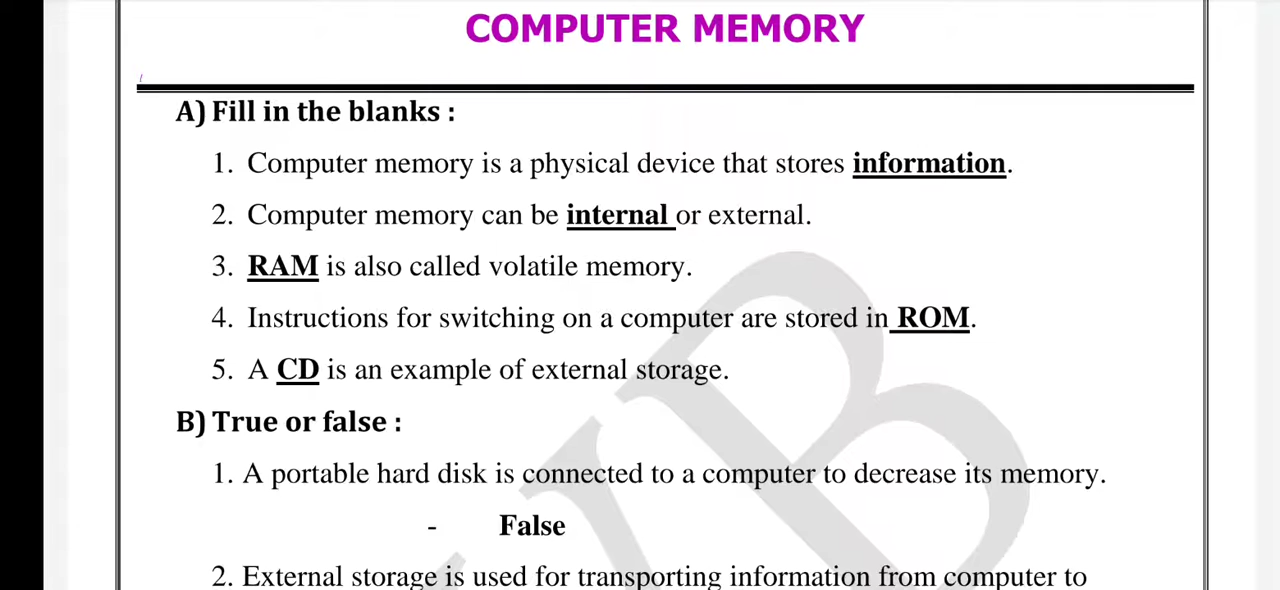 COMPUTER MEMORY
A) Fill in the blanks :
1. Computer memory is a physical device that stores information.
2. Computer memory can be internal or external.
3. RAM is also called volatile memory.
4. Instructions for switching on a computer are stored in ROM.
5. A CD is an example of external storage.
B) True or false :
1. A portable hard disk is connected to a computer to decrease its memory.
- False
2. External storage is used for transporting information from computer to